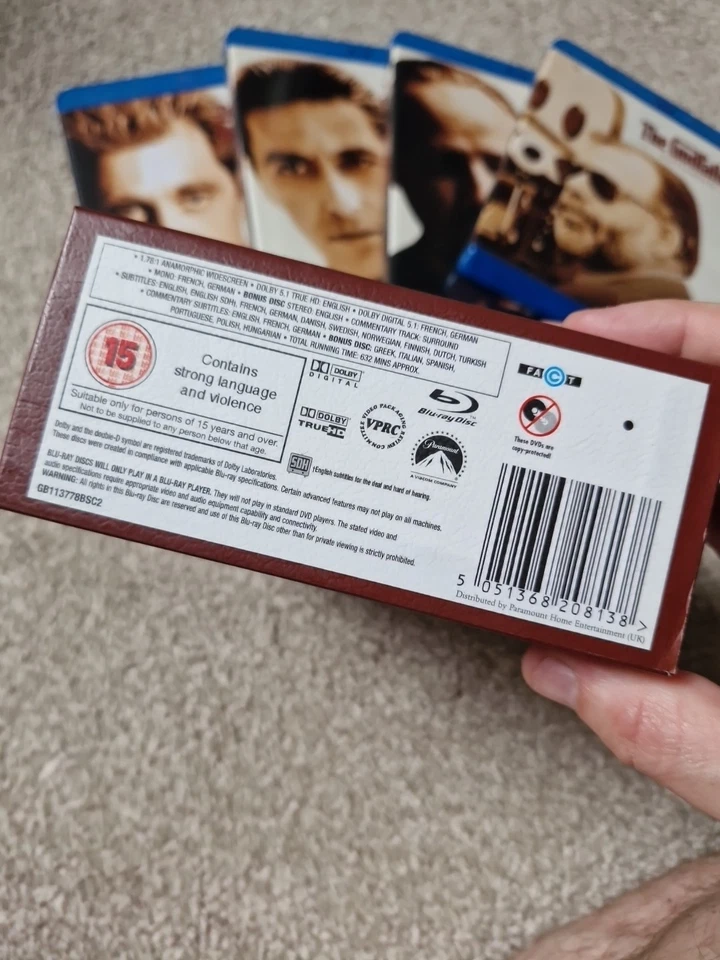 The Godfat
• 1.78:1 ANAMORPHIC WIDESCREEN • DOLBY 5.1 TRUE HD: ENGLISH • DOLBY DIGITAL 5.1: FRENCH, GERMAN
• MONO: FRENCH, GERMAN • BONUS DISC STEREO: ENGLISH • COMMENTARY TRACK: SURROUND
• SUBTITLES: ENGLISH, ENGLISH SDH†, FRENCH, GERMAN, DANISH, SWEDISH, NORWEGIAN, FINNISH, DUTCH, TURKISH
• COMMENTARY SUBTITLES: ENGLISH, FRENCH, GERMAN • BONUS DISC: GREEK, ITALIAN, SPANISH,
PORTUGUESE, POLISH, HUNGARIAN • TOTAL RUNNING TIME: 632 MINS APPROX.
15
Contains
strong language
and violence
Suitable only for persons of 15 years and over.
Not to be supplied to any person below that age.
DOLBY
DIGITAL
DOLBY
TRUEHD
VIDEO PACKAGING REVIEW COMMITTEE
VPRC
Blu-ray Disc
Paramount
A VIACOM COMPANY
FACT
These DVDs are
copy-protected!
SDH
†English subtitles for the deaf and hard of hearing.
Dolby and the double-D symbol are registered trademarks of Dolby Laboratories.
These discs were created in compliance with applicable Blu-ray specifications. Certain advanced features may not play on all machines.
BLU-RAY DISCS WILL ONLY PLAY IN A BLU-RAY PLAYER. They will not play in standard DVD players. The stated video and
audio specifications require appropriate video and audio equipment capability and connectivity.
WARNING: All rights in this Blu-ray Disc are reserved and use of this Blu-ray Disc other than for private viewing is strictly prohibited.
GB113778BSC2
5 051368 208138 >
Distributed by Paramount Home Entertainment (UK)